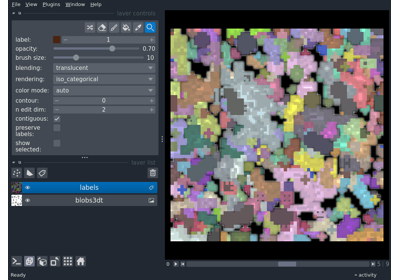 File View Plugins Window Help
layer controls
label: 1
opacity: 0.70
brush size: 10
blending: translucent
rendering: iso_categorical
color mode: auto
contour: 0
n edit dim: 2
contiguous:
preserve
labels:
show
selected:
layer list
labels
blobs3dt
Ready
activity